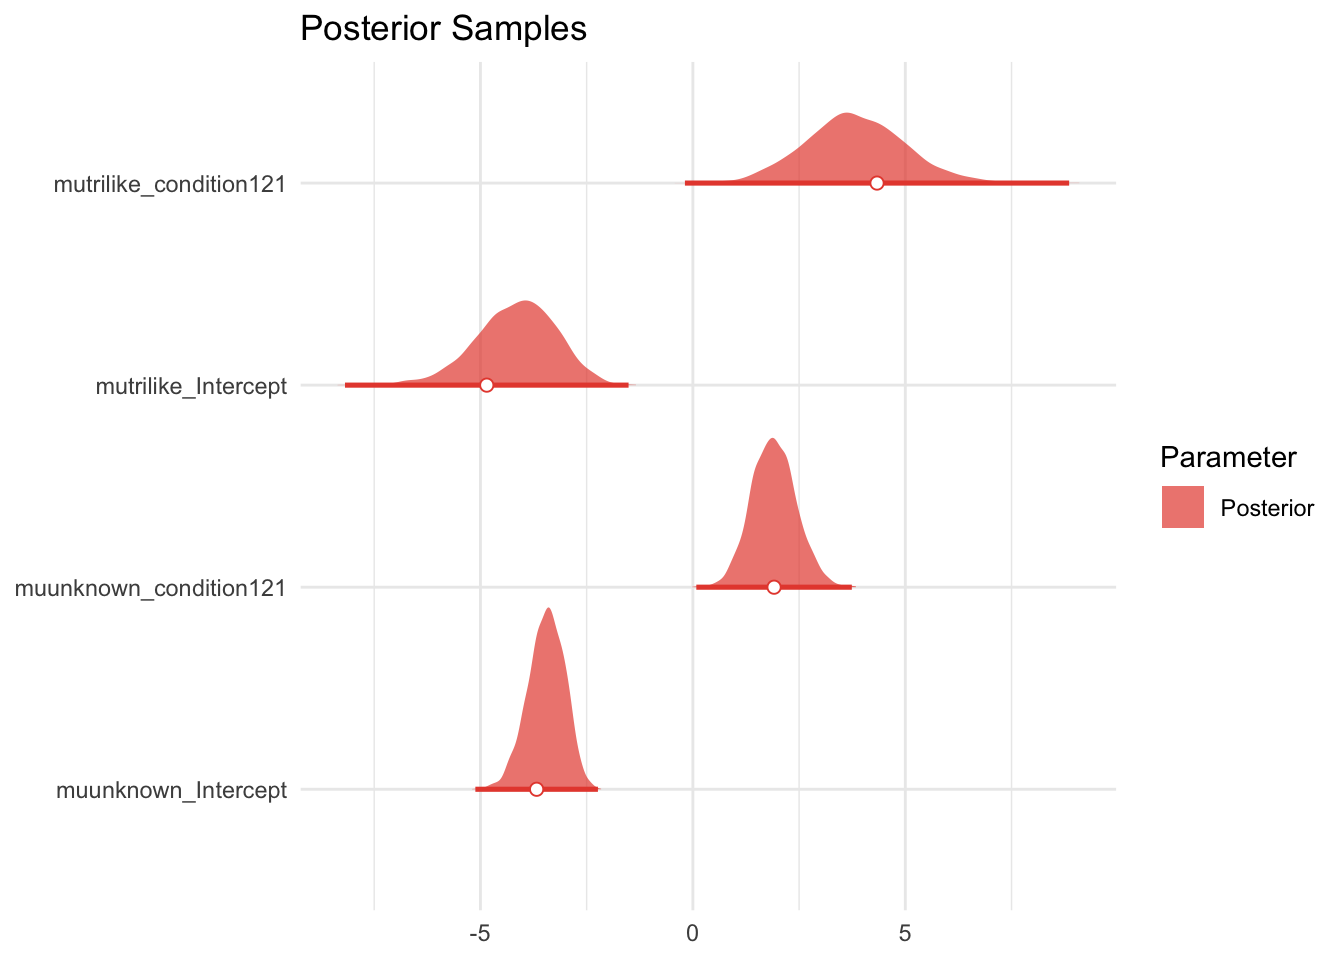 Posterior Samples
mutrilike_condition121
mutrilike_Intercept
muunknown_condition121
muunknown_Intercept
-5 0 5
Parameter
Posterior